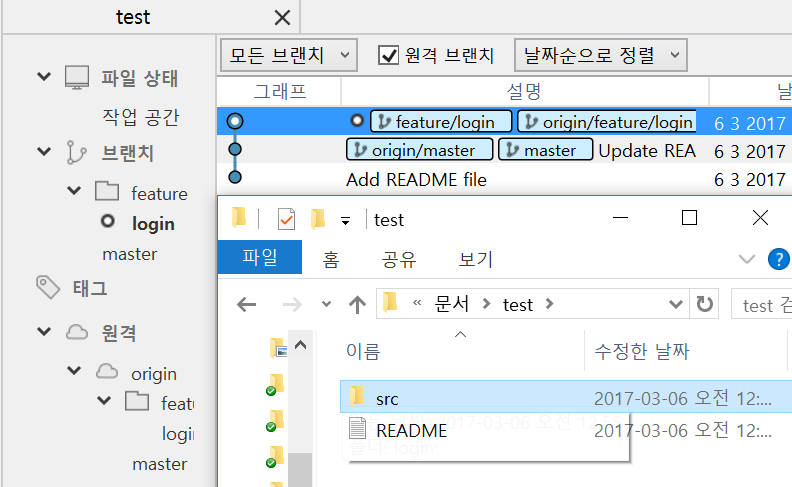 test
모든 브랜치
원격 브랜치
날짜순으로 정렬
그래프
설명
feature/login
origin/feature/login
6 3 2017
origin/master
master
Update REA
6 3 2017
Add README file
6 3 2017
파일 상태
작업 공간
브랜치
feature
login
master
태그
원격
origin
featu
login
master
test
파일
홈
공유
보기
?
« 문서 > test >
test 검
이름
수정한 날짜
src
2017-03-06 오전 12:...
README
2017-03-06 오전 12:...